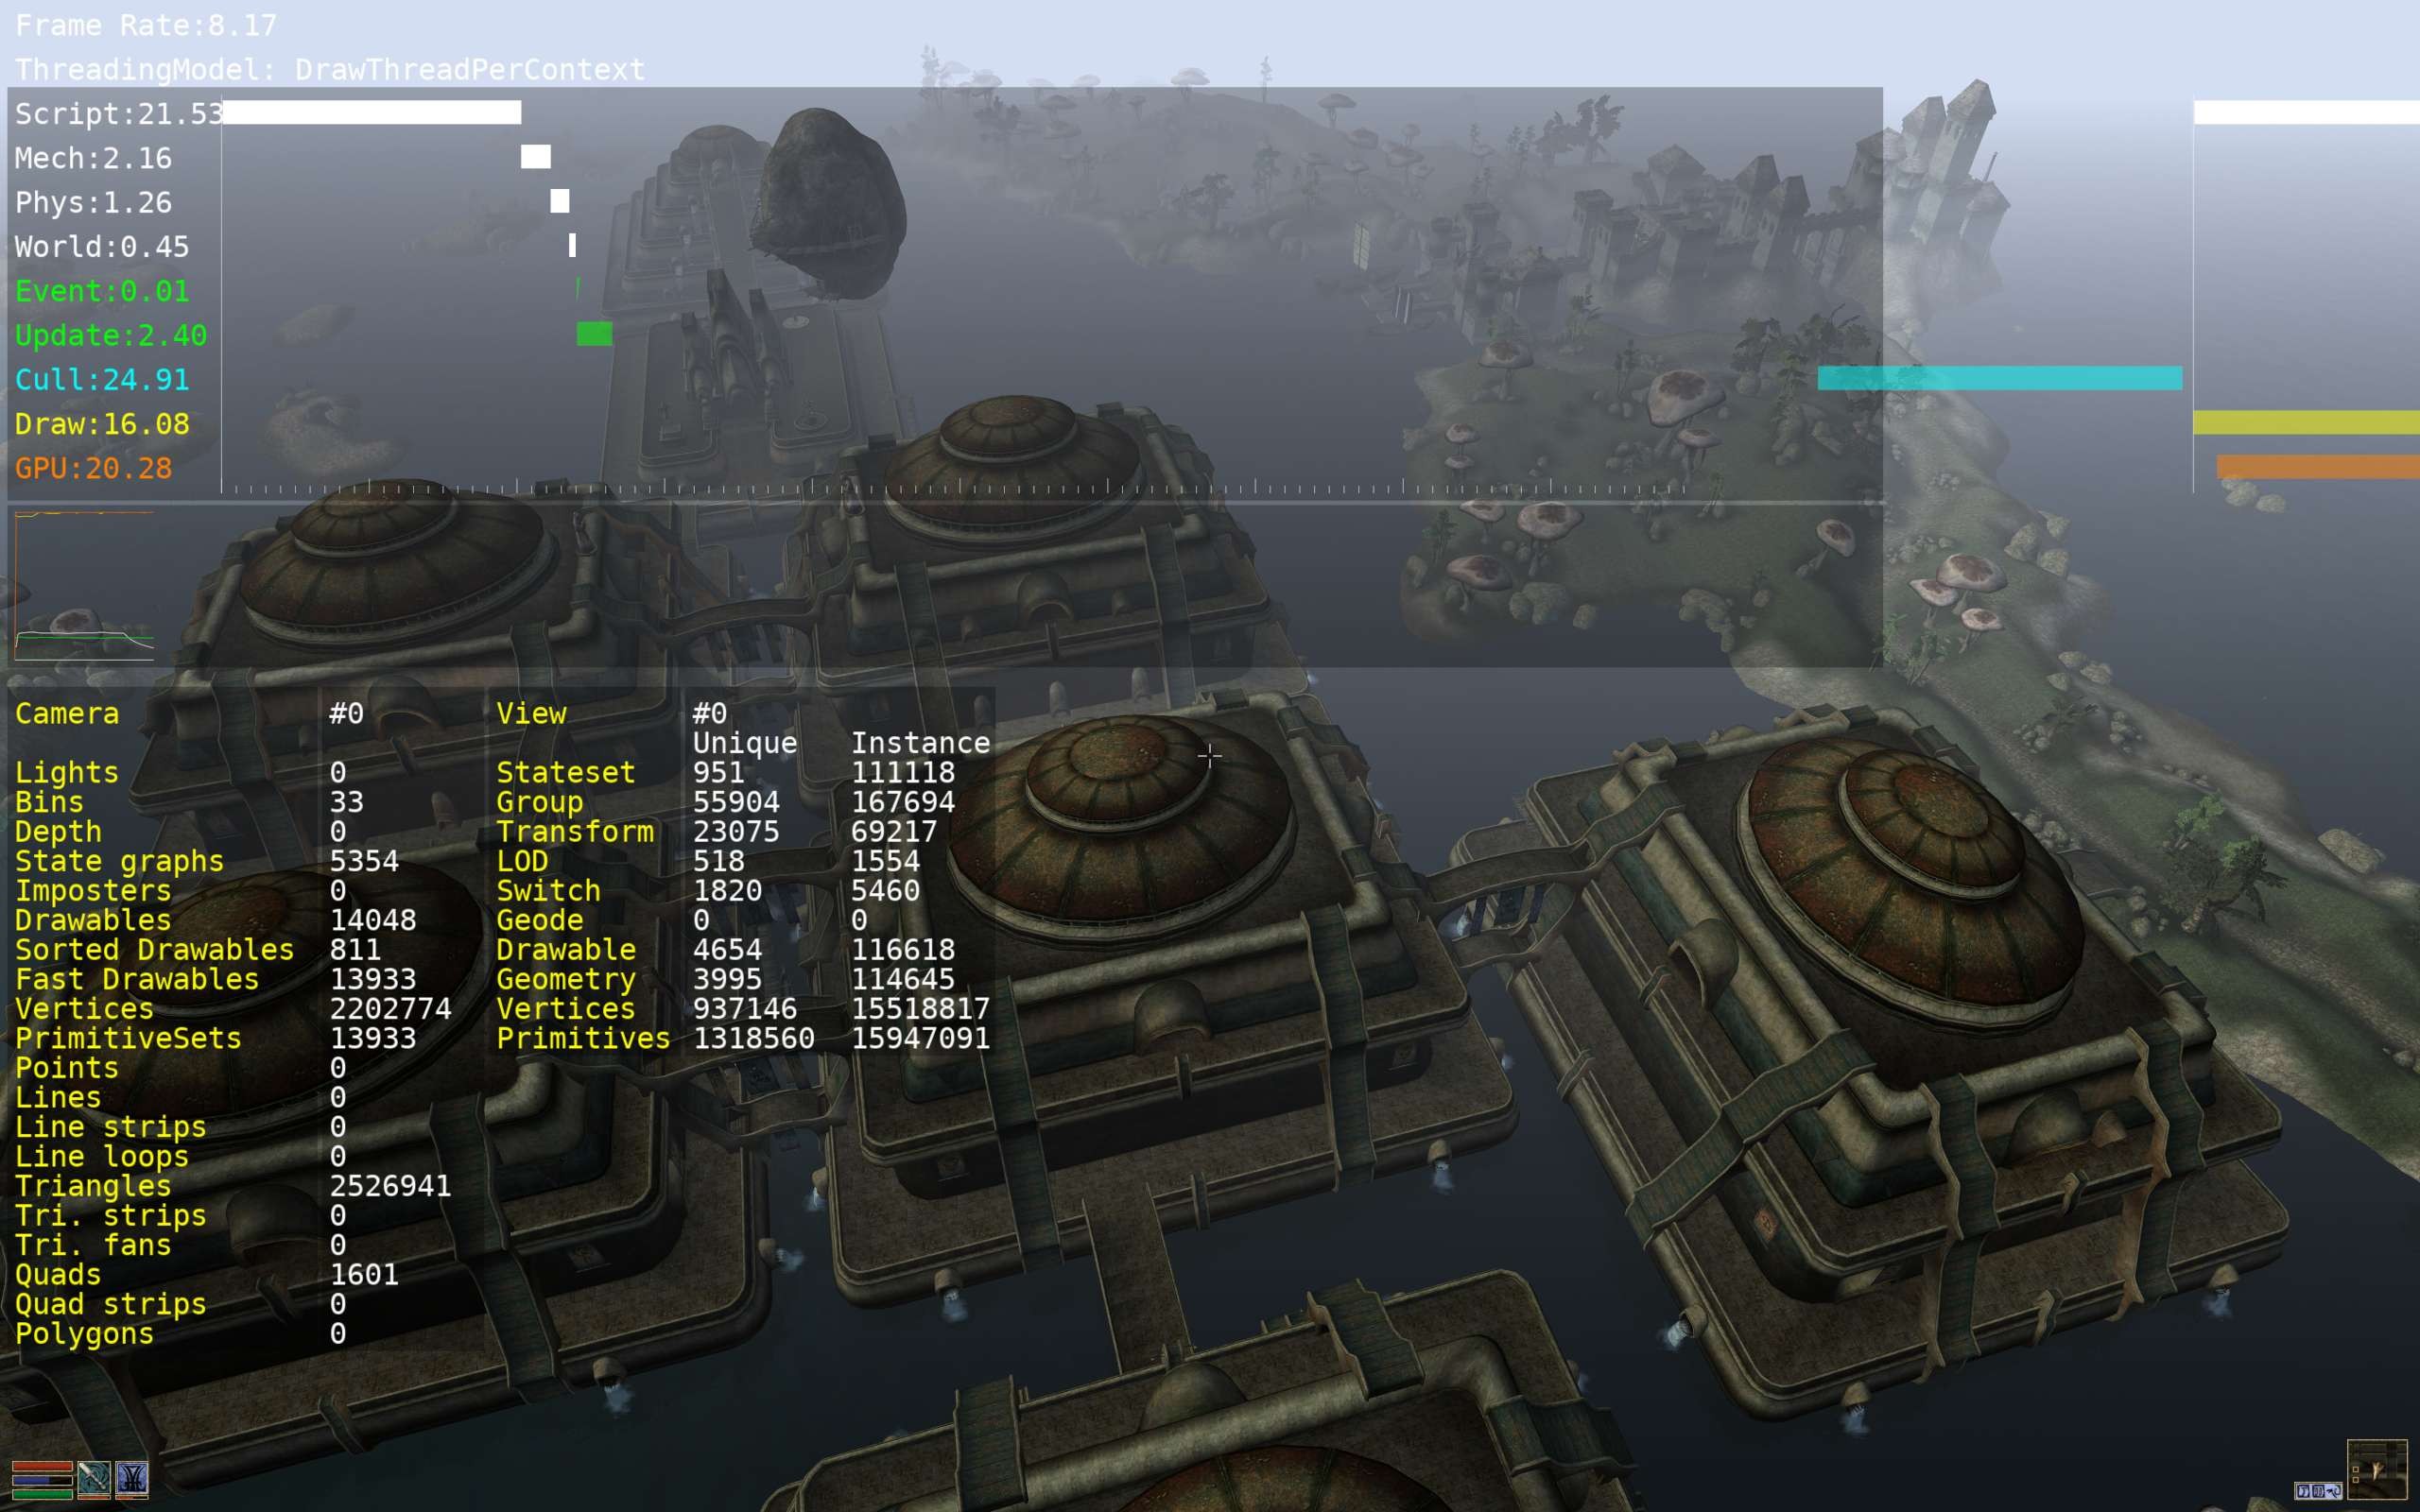 Frame Rate:8.17
ThreadingModel: DrawThreadPerContext
Script:21.53
Mech:2.16
Phys:1.26
World:0.45
Event:0.01
Update:2.40
Cull:24.91
Draw:16.08
GPU:20.28
Camera #0 View #0
Unique Instance
Lights 0 Stateset 951 111118
Bins 33 Group 55904 167694
Depth 0 Transform 23075 69217
State graphs 5354 LOD 518 1554
Imposters 0 Switch 1820 5460
Drawables 14048 Geode 0 0
Sorted Drawables 811 Drawable 4654 116618
Fast Drawables 13933 Geometry 3995 114645
Vertices 2202774 Vertices 937146 15518817
PrimitiveSets 13933 Primitives 1318560 15947091
Points 0
Lines 0
Line strips 0
Line loops 0
Triangles 2526941
Tri. strips 0
Tri. fans 0
Quads 1601
Quad strips 0
Polygons 0